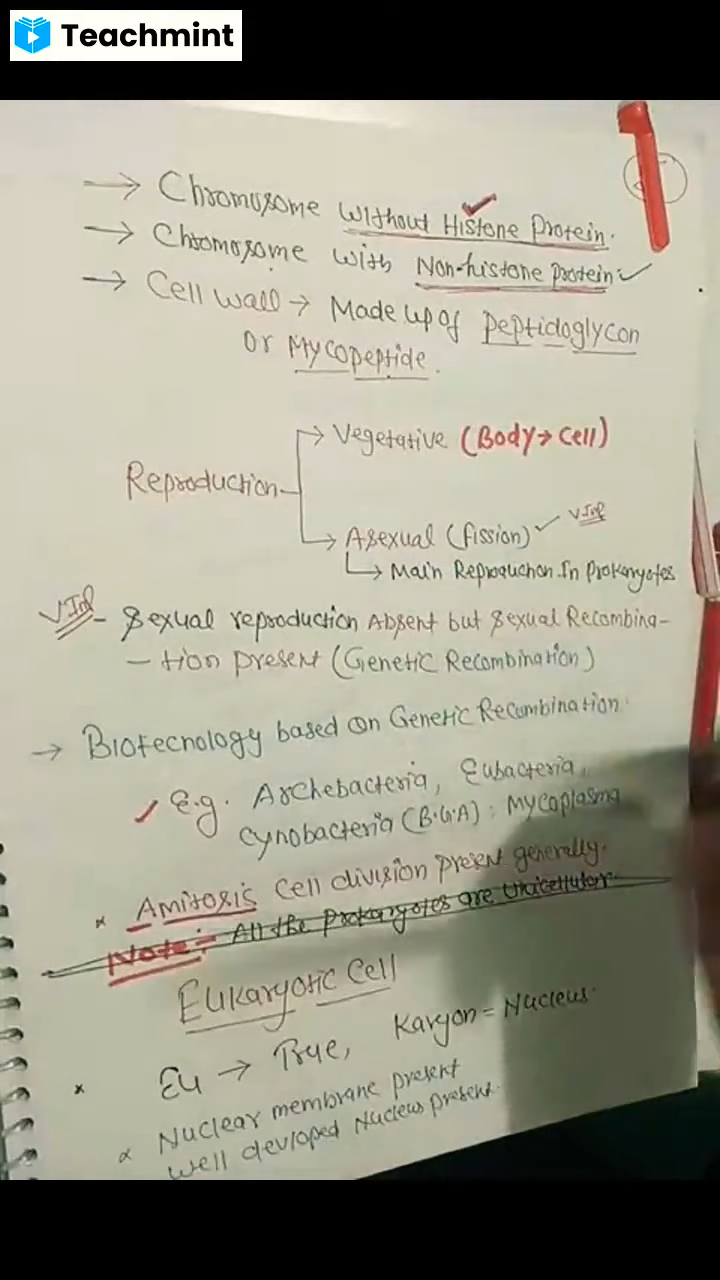 Teachmint
→ Chromosome without Histone Protein.
→ Chromosome with Non-histone protein
→ Cell wall → Made up of peptidoglycon
or Mycopeptide.
→ Vegetative (Body → Cell)
Reproduction
→ Asexual (fission) ✓ V.Imp
→ Main Reproduction In Prokaryotes
V.Imp - Sexual reproduction Absent but Sexual Recombina-
-tion present (Genetic Recombination)
→ Biotecnology based on Genetic Recombination.
✓ E.g. Archebacteria, Eubacteria,
Cynobacteria (B.G.A), Mycoplasma
× Amitosis Cell division present generally.
Note:- All the Prokaryotes are Unicellular.
Eukaryotic Cell
× Eu → True, Karyon = Nucleus.
× Nuclear membrane present
well devloped Nucleus present.